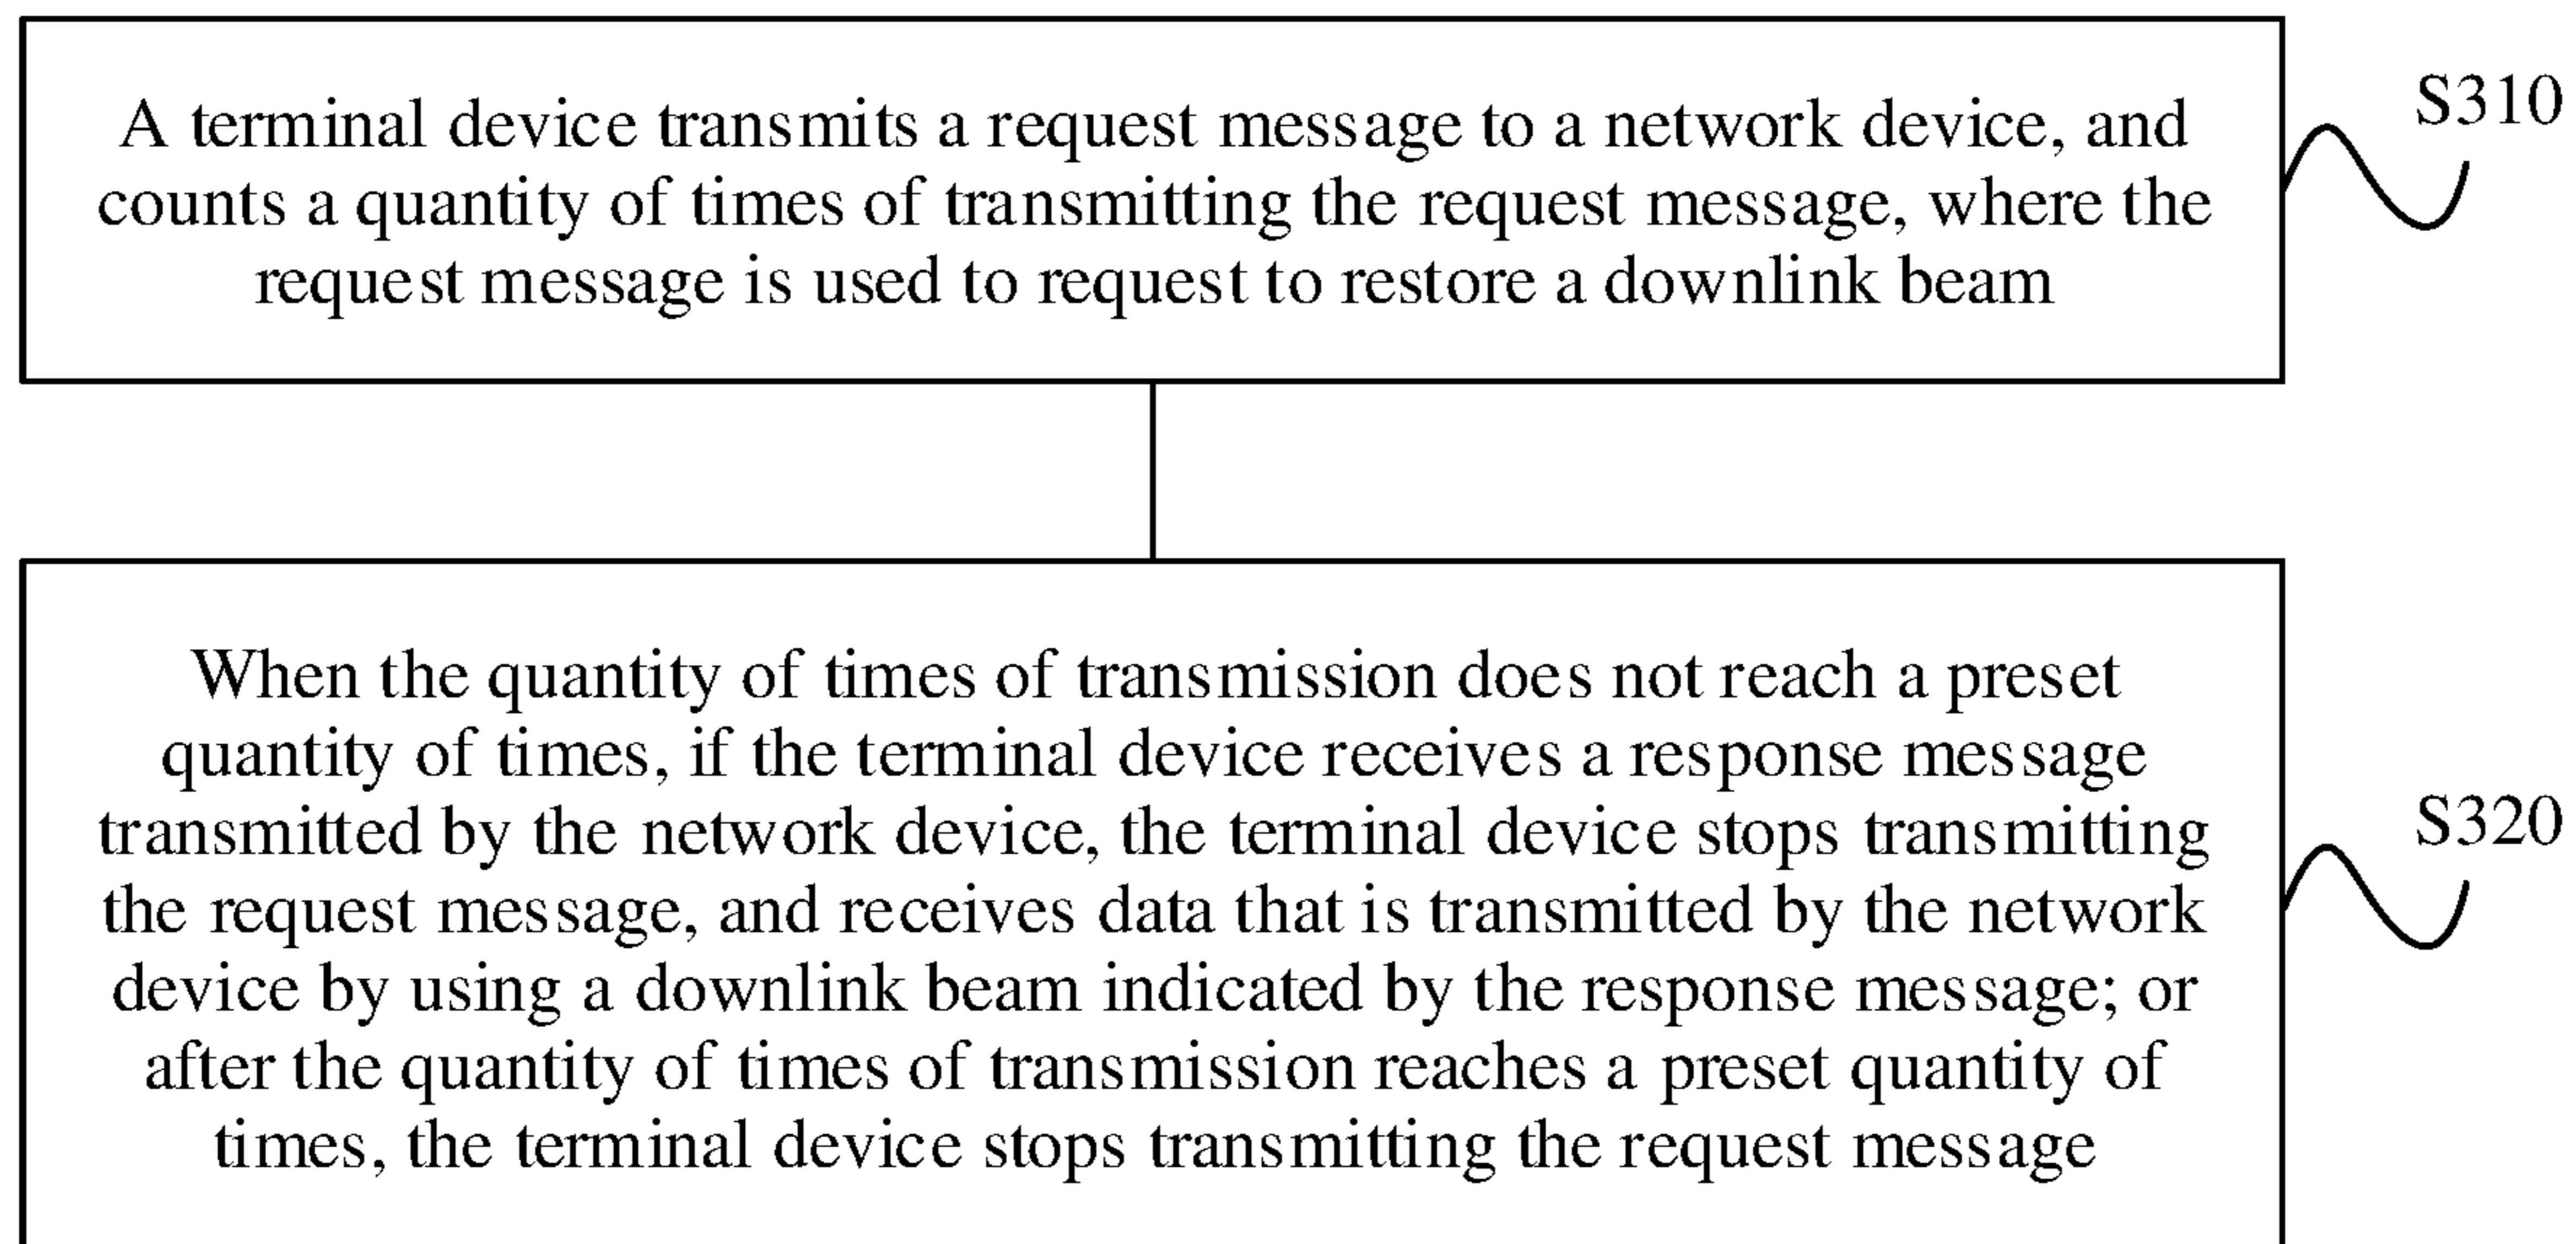 A terminal device transmits a request message to a network device, and
counts a quantity of times of transmitting the request message, where the
request message is used to request to restore a downlink beam
S310
When the quantity of times of transmission does not reach a preset
quantity of times, if the terminal device receives a response message
transmitted by the network device, the terminal device stops transmitting
the request message, and receives data that is transmitted by the network
device by using a downlink beam indicated by the response message; or
after the quantity of times of transmission reaches a preset quantity of
times, the terminal device stops transmitting the request message
S320